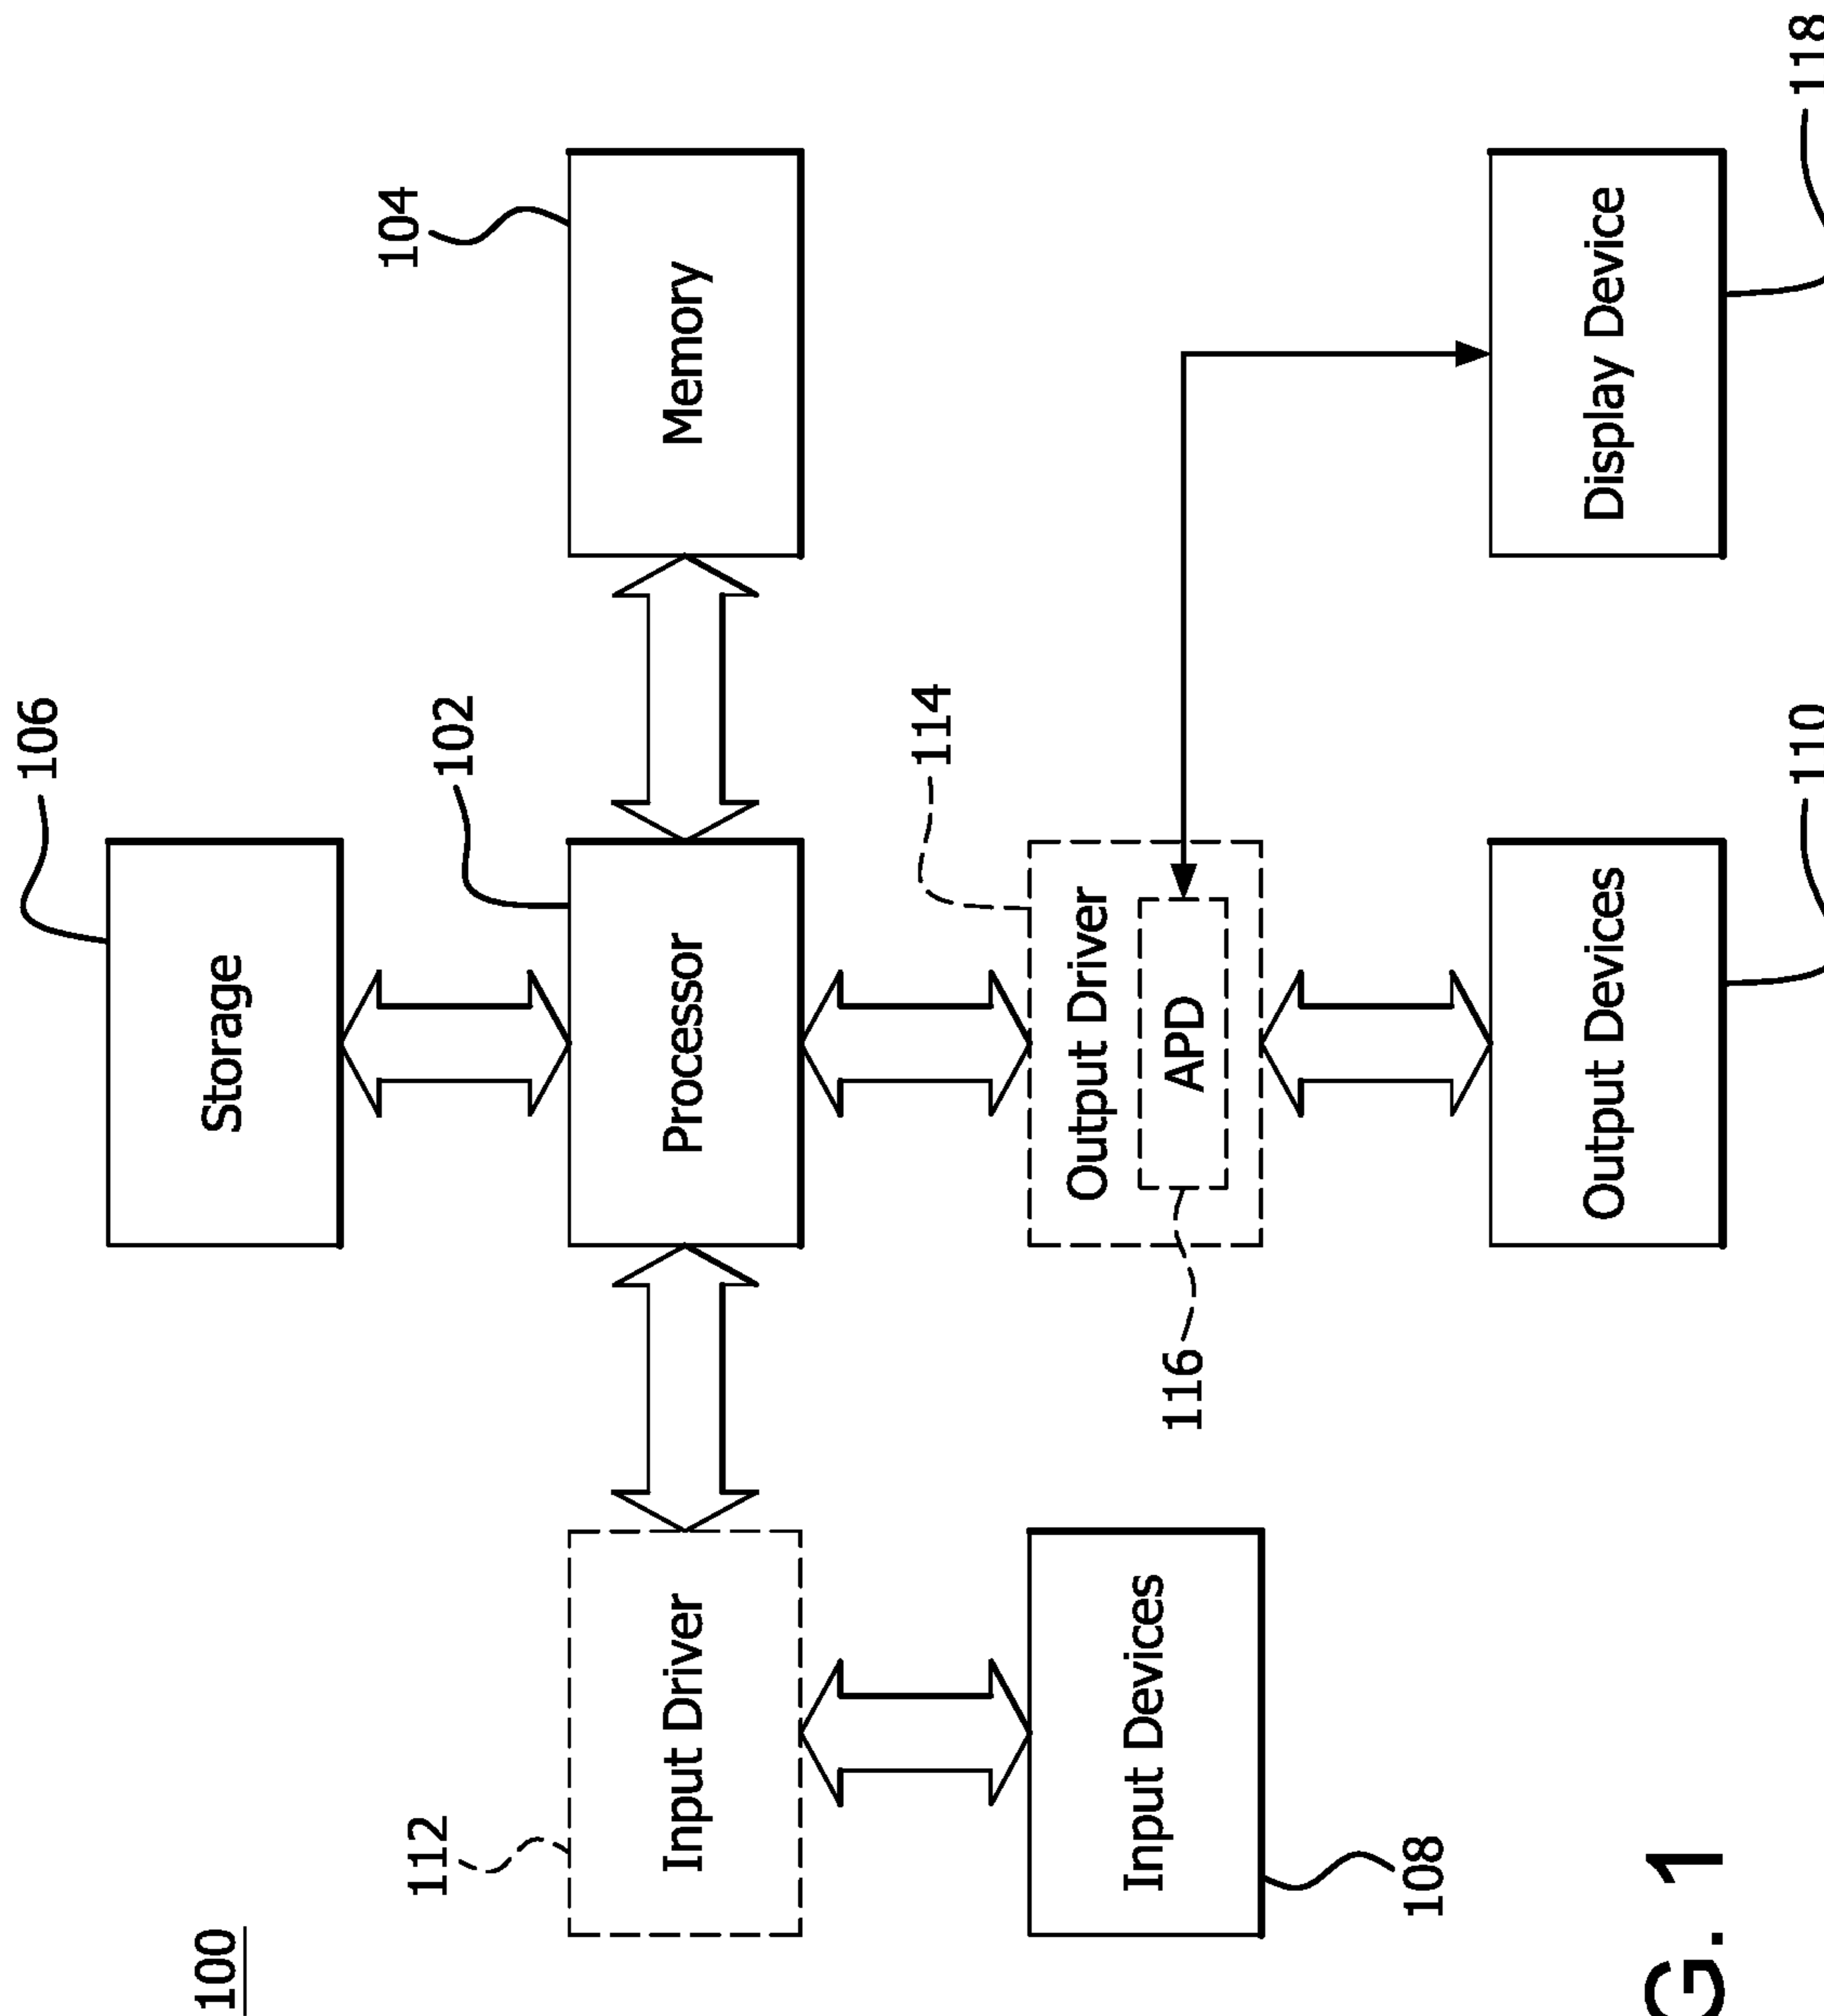 106
100
Storage
104
112
102
Input Driver
Processor
Memory
114
Output Driver
Input Devices
116
APD
108
Output Devices
Display Device
G. 1
110
118